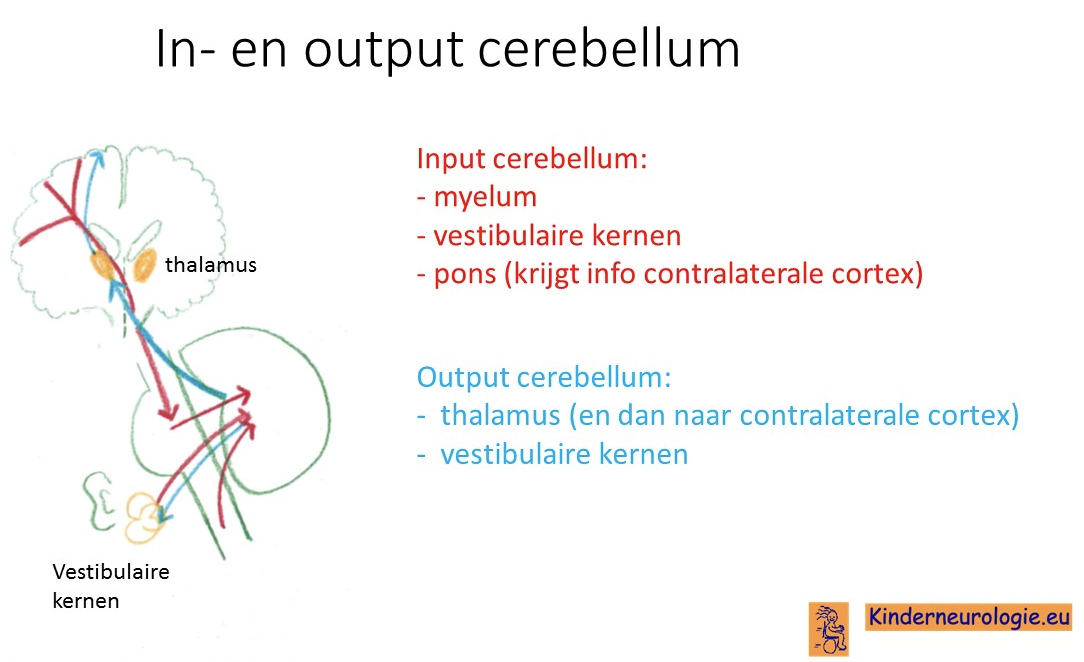 In- en output cerebellum
Input cerebellum:
- myelum
- vestibulaire kernen
- pons (krijgt info contralaterale cortex)
thalamus
Output cerebellum:
- thalamus (en dan naar contralaterale cortex)
- vestibulaire kernen
Vestibulaire
kernen
Kinderneurologie.eu